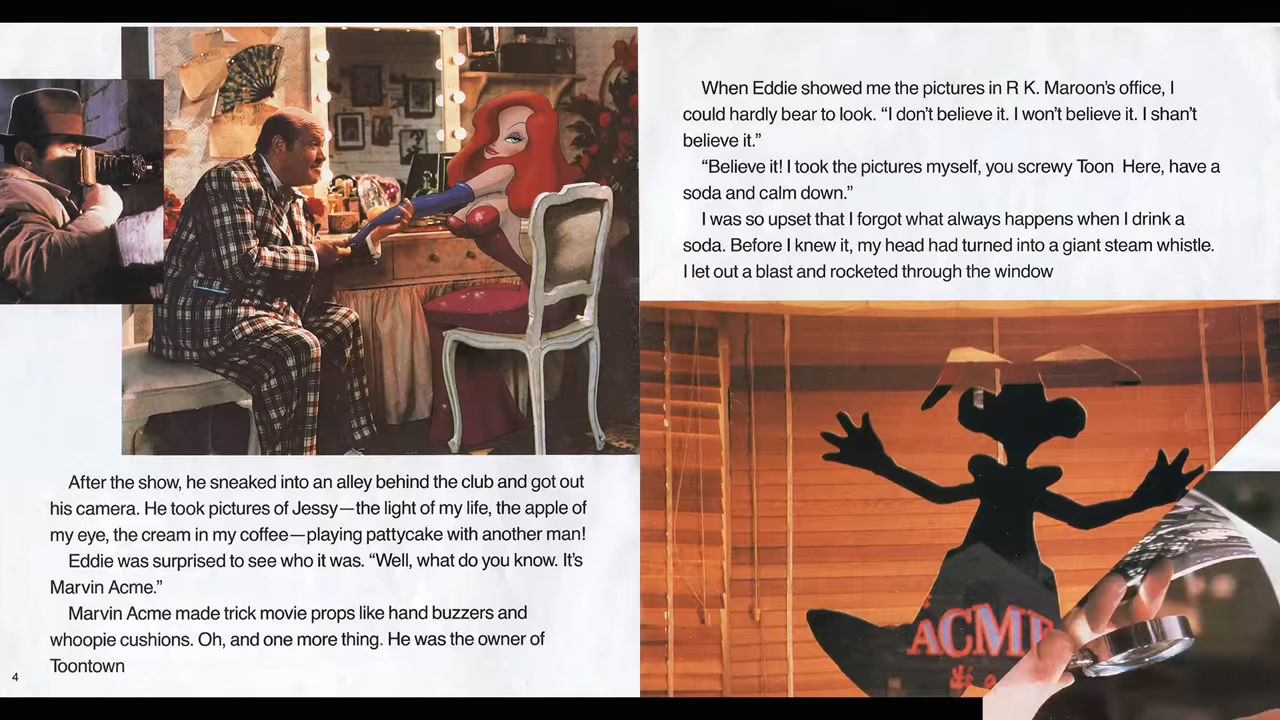 After the show, he sneaked into an alley behind the club and got out
his camera. He took pictures of Jessy—the light of my life, the apple of
my eye, the cream in my coffee—playing pattycake with another man!
Eddie was surprised to see who it was. “Well, what do you know. It’s
Marvin Acme.”
Marvin Acme made trick movie props like hand buzzers and
whoopie cushions. Oh, and one more thing. He was the owner of
Toontown
4
When Eddie showed me the pictures in R K. Maroon’s office, I
could hardly bear to look. “I don’t believe it. I won’t believe it. I shan’t
believe it.”
“Believe it! I took the pictures myself, you screwy Toon Here, have a
soda and calm down.”
I was so upset that I forgot what always happens when I drink a
soda. Before I knew it, my head had turned into a giant steam whistle.
I let out a blast and rocketed through the window
ACME